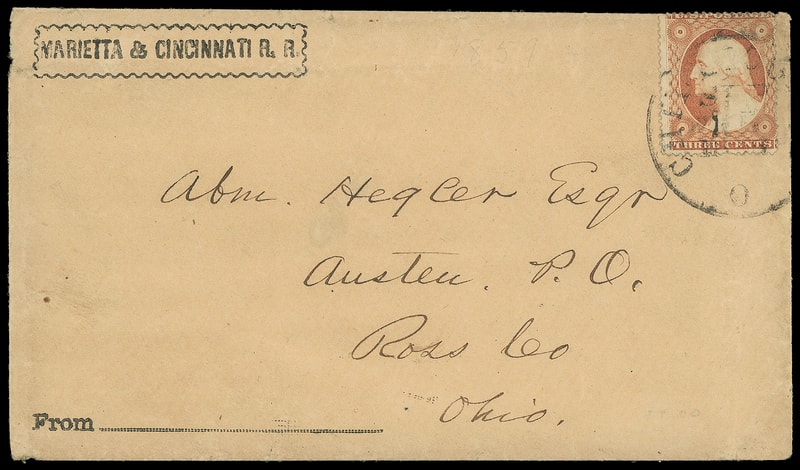 MARIETTA & CINCINNATI R. R.
U.S. POSTAGE
THREE CENTS
O
Abm. Hegler Esqr
Austen. P. O.
Ross Co
Ohio.
From